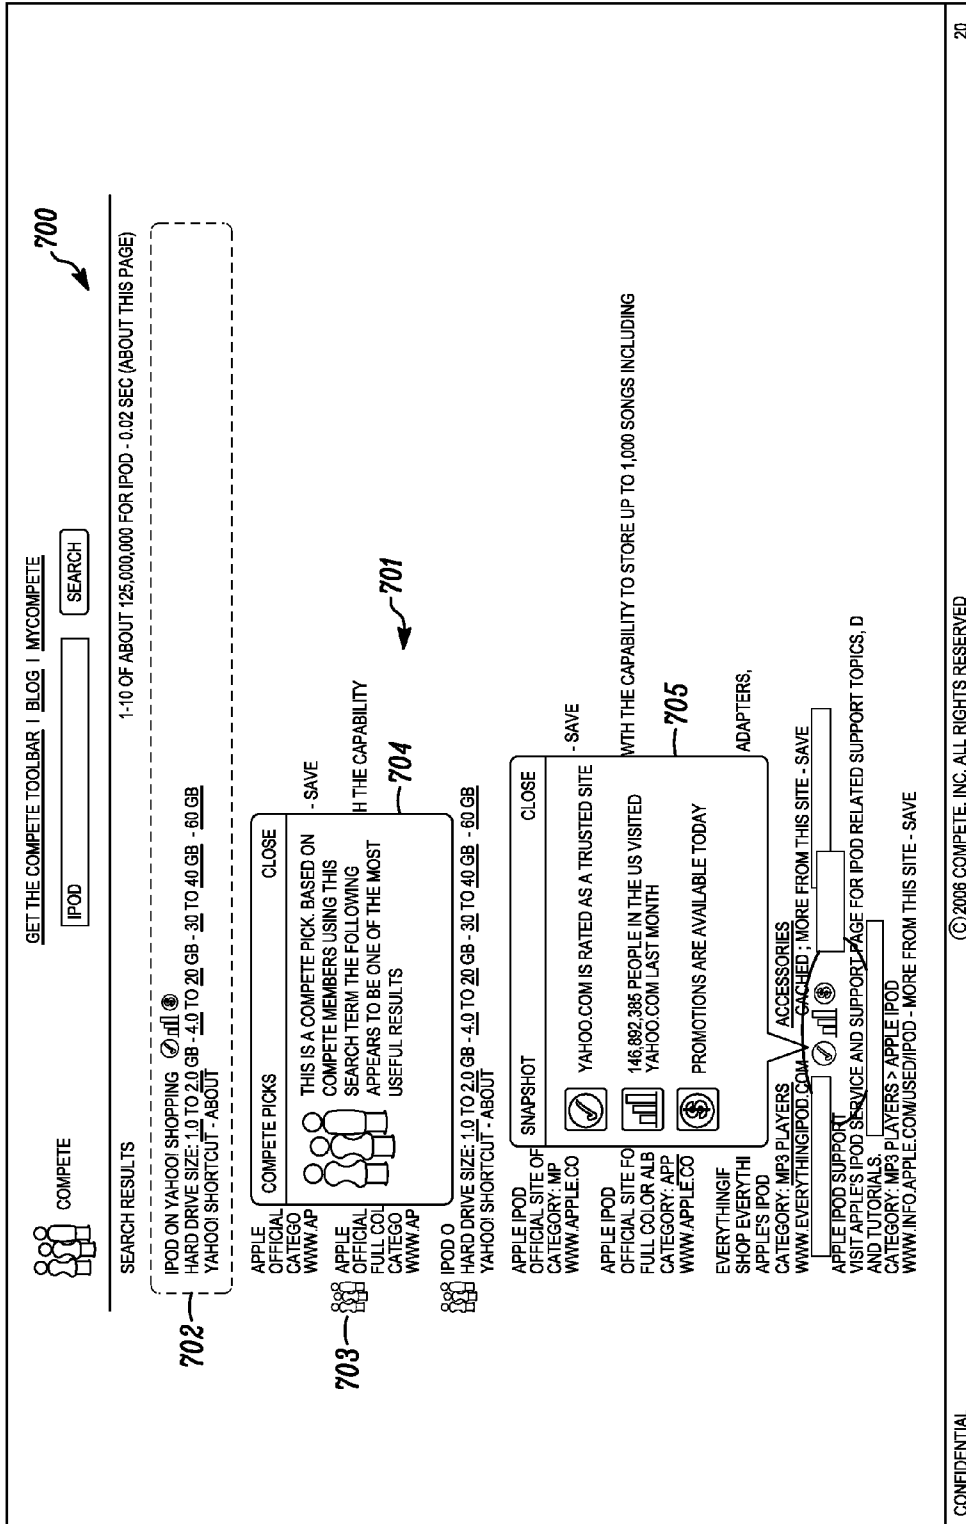 GET THE COMPETE TOOLBAR | BLOG | MYCOMPETE
COMPETE
IPOD
SEARCH
700
SEARCH RESULTS
1-10 OF ABOUT 125,000,000 FOR IPOD - 0.02 SEC (ABOUT THIS PAGE)
702
IPOD ON YAHOO! SHOPPING
HARD DRIVE SIZE: 1.0 TO 2.0 GB - 4.0 TO 20 GB - 30 TO 40 GB - 60 GB
YAHOO! SHORTCUT - ABOUT
COMPETE PICKS
CLOSE
THIS IS A COMPETE PICK. BASED ON
COMPETE MEMBERS USING THIS
SEARCH TERM THE FOLLOWING
APPEARS TO BE ONE OF THE MOST
USEFUL RESULTS
704
701
APPLE
OFFICIAL
CATEGO
WWW.AP
- SAVE
703
APPLE
OFFICIAL
FULL COL
CATEGO
WWW.AP
H THE CAPABILITY
IPOD O
HARD DRIVE SIZE: 1.0 TO 2.0 GB - 4.0 TO 20 GB - 30 TO 40 GB - 60 GB
YAHOO! SHORTCUT - ABOUT
APPLE IPOD
OFFICIAL SITE OF
CATEGORY: MP
WWW.APPLE.CO
- SAVE
SNAPSHOT
CLOSE
YAHOO.COM IS RATED AS A TRUSTED SITE
146,892,385 PEOPLE IN THE US VISITED
YAHOO.COM LAST MONTH
PROMOTIONS ARE AVAILABLE TODAY
705
APPLE IPOD
OFFICIAL SITE FO
FULL COLOR ALB
CATEGORY: APP
WWW.APPLE.CO
WTH THE CAPABILITY TO STORE UP TO 1,000 SONGS INCLUDING
EVERYTHINGIF
SHOP EVERYTHI
APPLE'S IPOD
ADAPTERS,
CATEGORY: MP3 PLAYERS ACCESSORIES
WWW.EVERYTHINGIPOD.COM CACHED ; MORE FROM THIS SITE - SAVE
APPLE IPOD SUPPORT
VISIT APPLE'S IPOD SERVICE AND SUPPORT PAGE FOR IPOD RELATED SUPPORT TOPICS, D
AND TUTORIALS.
CATEGORY: MP3 PLAYERS > APPLE IPOD
WWW.INFO.APPLE.COM/USED/IPOD - MORE FROM THIS SITE - SAVE
CONFIDENTIAL
©2006 COMPETE, INC. ALL RIGHTS RESERVED
20